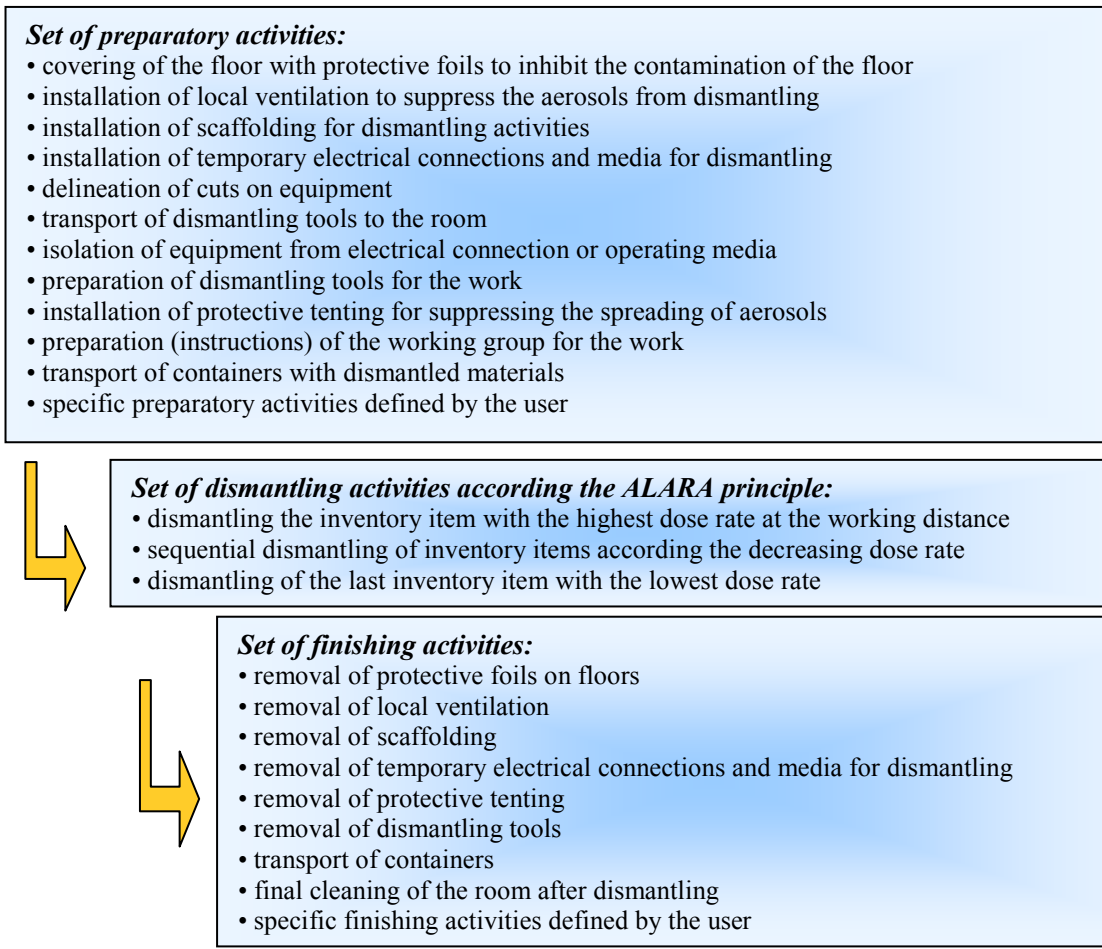 Set of preparatory activities:
• covering of the floor with protective foils to inhibit the contamination of the floor
• installation of local ventilation to suppress the aerosols from dismantling
• installation of scaffolding for dismantling activities
• installation of temporary electrical connections and media for dismantling
• delineation of cuts on equipment
• transport of dismantling tools to the room
• isolation of equipment from electrical connection or operating media
• preparation of dismantling tools for the work
• installation of protective tenting for suppressing the spreading of aerosols
• preparation (instructions) of the working group for the work
• transport of containers with dismantled materials
• specific preparatory activities defined by the user
Set of dismantling activities according the ALARA principle:
• dismantling the inventory item with the highest dose rate at the working distance
• sequential dismantling of inventory items according the decreasing dose rate
• dismantling of the last inventory item with the lowest dose rate
Set of finishing activities:
• removal of protective foils on floors
• removal of local ventilation
• removal of scaffolding
• removal of temporary electrical connections and media for dismantling
• removal of protective tenting
• removal of dismantling tools
• transport of containers
• final cleaning of the room after dismantling
• specific finishing activities defined by the user